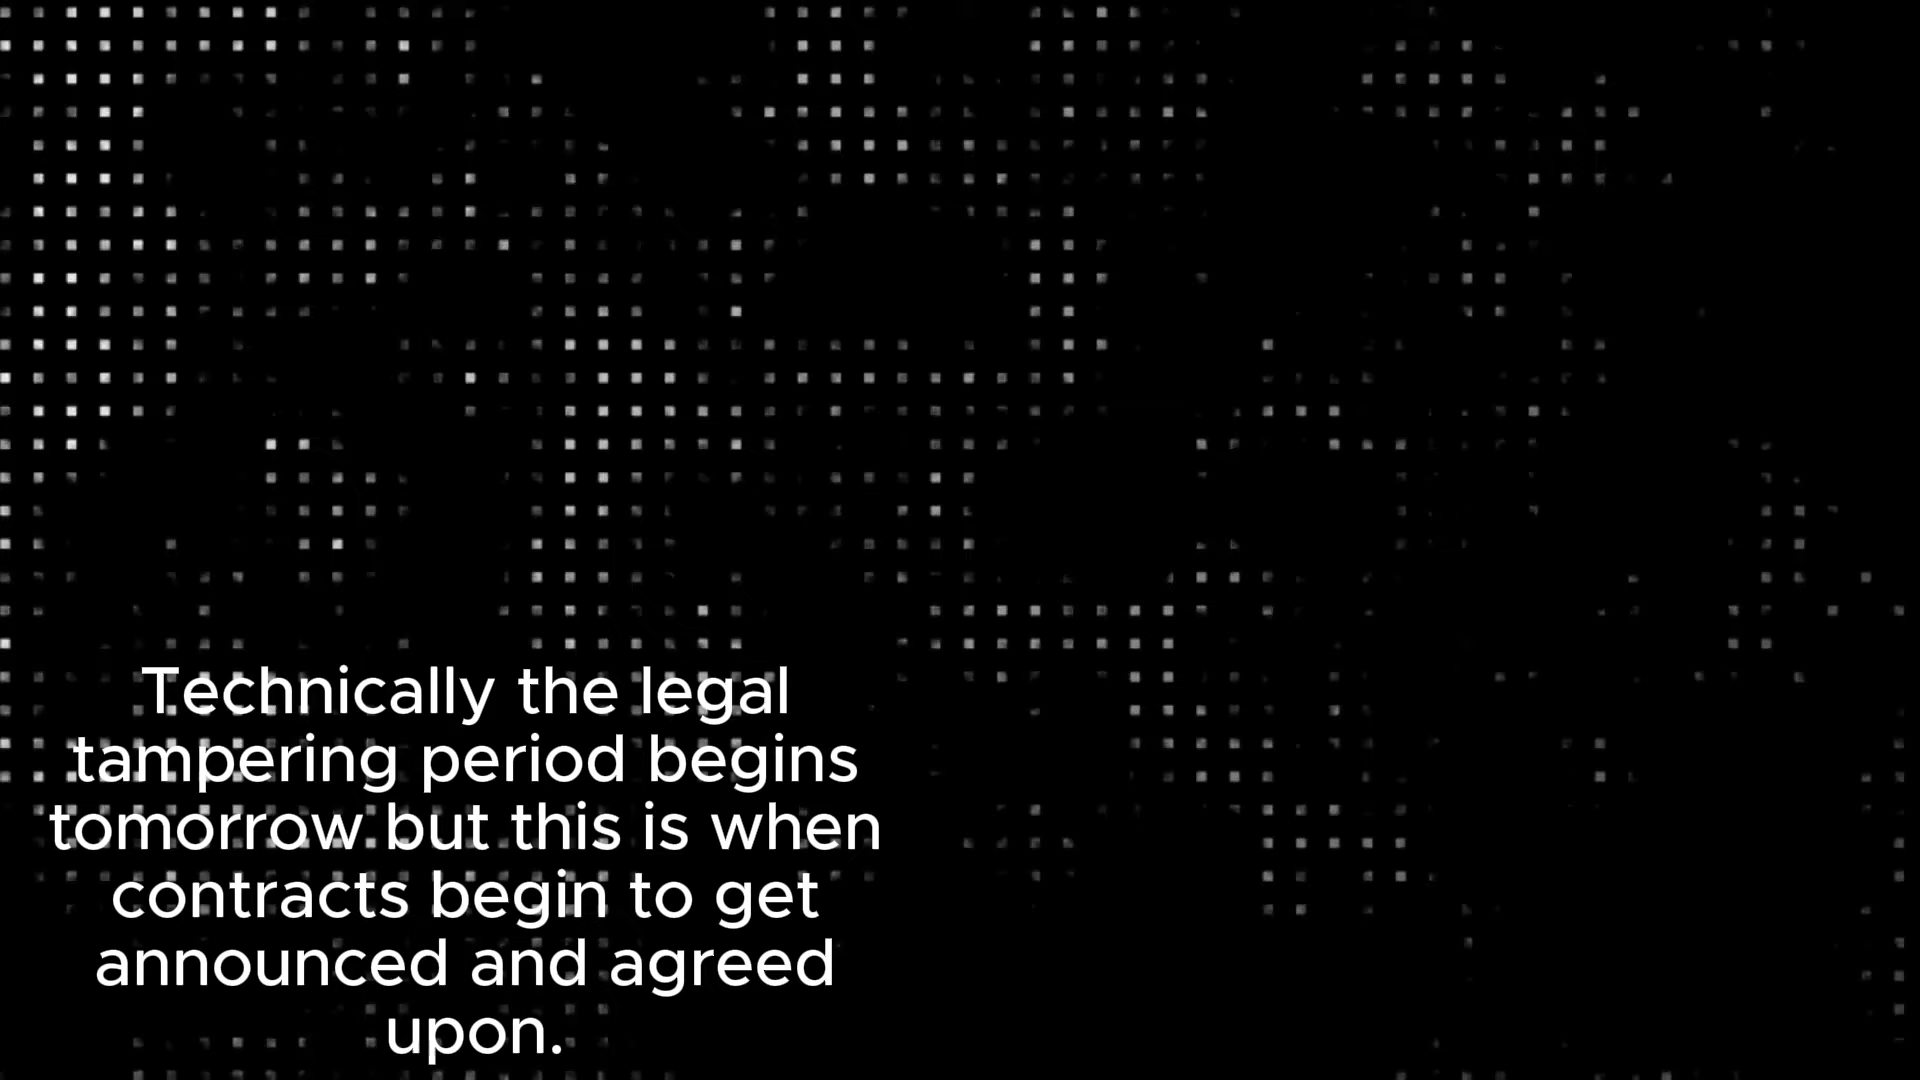 Technically the legal
tampering period begins
tomorrow but this is when
contracts begin to get
announced and agreed
upon.